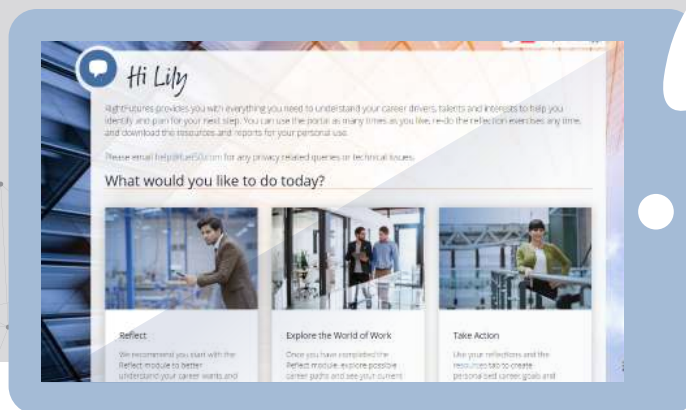 Hi Lily
RightFutures provides you with everything you need to understand your career drivers, talents and interests to help you
identify and plan for your next step. You can use the portal as many times as you like, re-do the reflection exercises any time,
and download the resources and reports for your personal use.
Please email help@fuel50.com for any privacy related queries or technical issues.
What would you like to do today?
Reflect
Explore the World of Work
Take Action
We recommend you start with the
Reflect module to better
understand your career wants and
Once you have completed the
Reflect module, explore possible
career paths and see your current
Use your reflections and the
resources tab to create
personalised career goals and